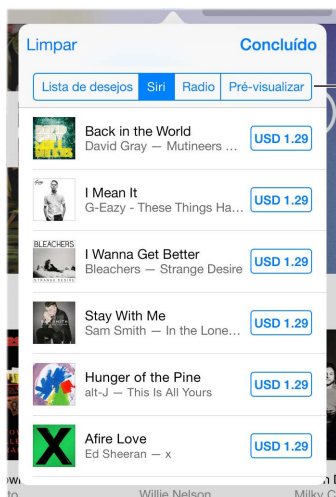 Limpar Concluído
Lista de desejos Siri Radio Pré-visualizar
Back in the World
David Gray — Mutineers ...
USD 1.29
I Mean It
G-Eazy - These Things Ha...
USD 1.29
BLEACHERS
STRANGE DESIRE
I Wanna Get Better
Bleachers — Strange Desire
USD 1.29
Stay With Me
Sam Smith — In the Lone...
USD 1.29
Hunger of the Pine
alt-J — This Is All Yours
USD 1.29
Afire Love
Ed Sheeran — x
USD 1.29
Willie Nelson